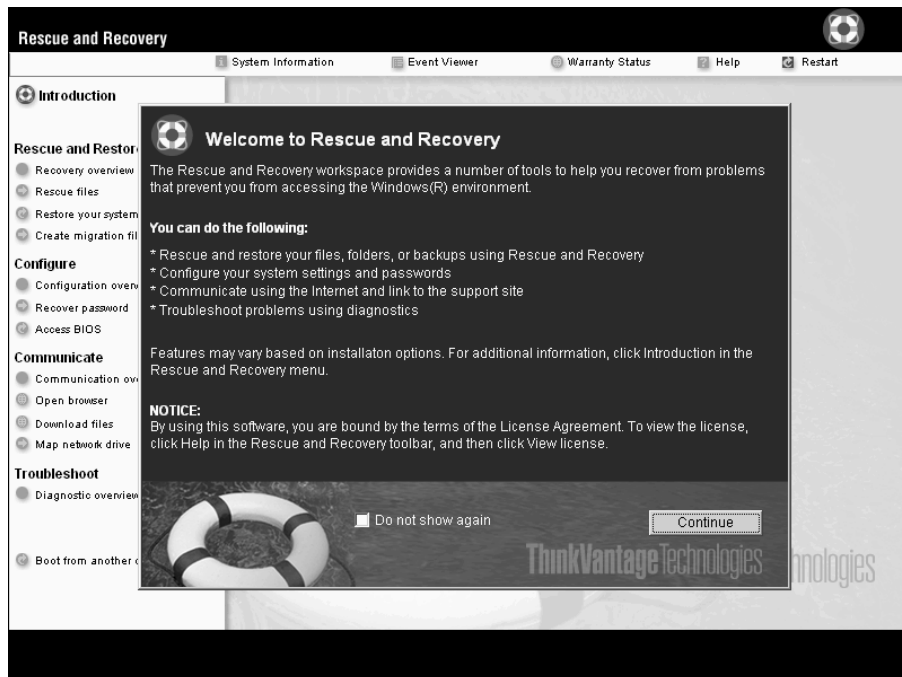 Rescue and Recovery
System Information
Event Viewer
Warranty Status
Help
Restart
Introduction
Rescue and Restor
Recovery overview
Rescue files
Restore your system
Create migration fil
Configure
Configuration overv
Recover password
Access BIOS
Communicate
Communication ov
Open browser
Download files
Map network drive
Troubleshoot
Diagnostic overview
Boot from another
Welcome to Rescue and Recovery
The Rescue and Recovery workspace provides a number of tools to help you recover from problems
that prevent you from accessing the Windows(R) environment.
You can do the following:
* Rescue and restore your files, folders, or backups using Rescue and Recovery
* Configure your system settings and passwords
* Communicate using the Internet and link to the support site
* Troubleshoot problems using diagnostics
Features may vary based on installaton options. For additional information, click Introduction in the
Rescue and Recovery menu.
NOTICE:
By using this software, you are bound by the terms of the License Agreement. To view the license,
click Help in the Rescue and Recovery toolbar, and then click View license.
Do not show again
Continue
ThinkVantage Technologies
hnologies